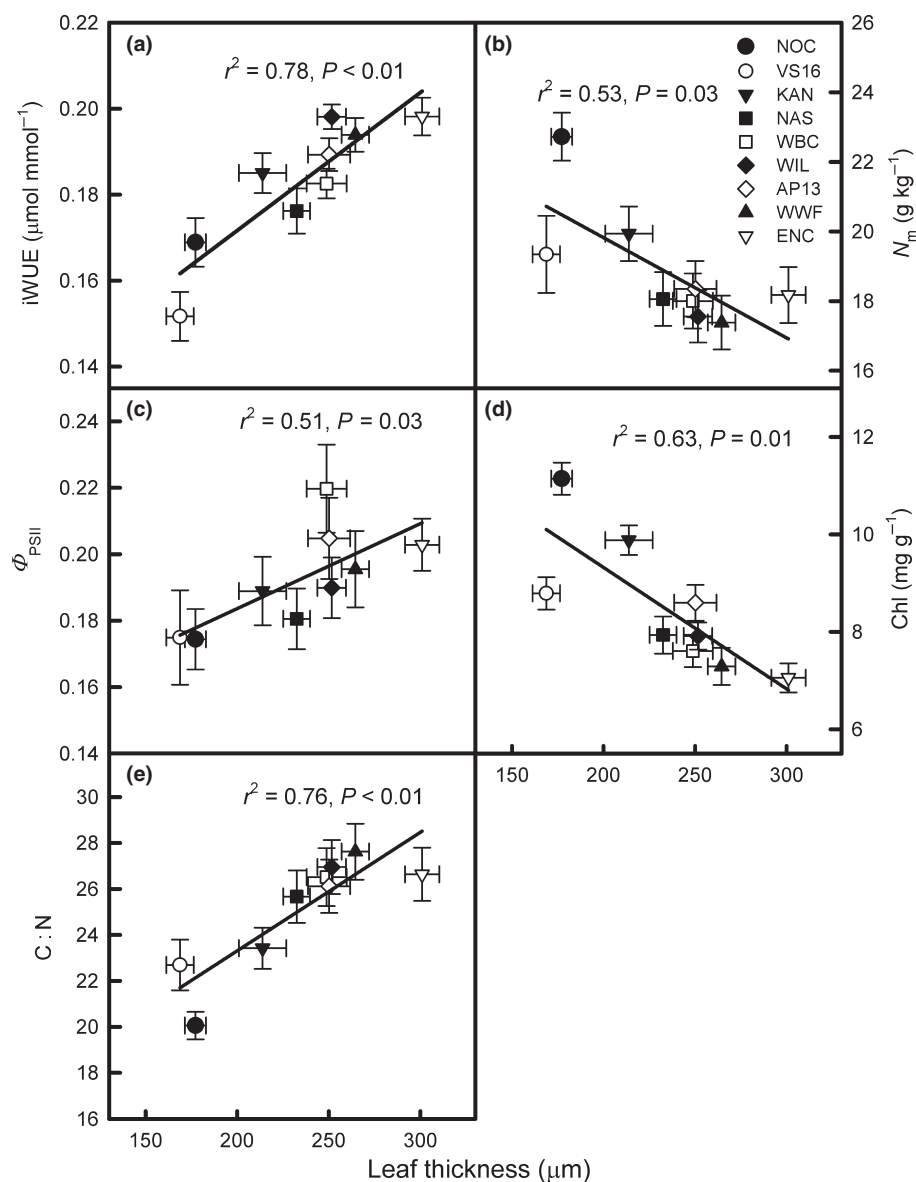 (a)
r² = 0.78, P < 0.01
0.22
0.20
0.18
0.16
0.14
iWUE (μmol mmol⁻¹)
(b)
r² = 0.53, P = 0.03
NOC
VS16
KAN
NAS
WBC
WIL
AP13
WWF
ENC
26
24
22
20
18
16
Nm (g kg⁻¹)
(c)
r² = 0.51, P = 0.03
0.24
0.22
0.20
0.18
0.16
0.14
ΦPSII
(d)
r² = 0.63, P = 0.01
12
10
8
6
Chl (mg g⁻¹)
150 200 250 300
(e)
r² = 0.76, P < 0.01
30
28
26
24
22
20
18
16
C : N
150 200 250 300
Leaf thickness (μm)